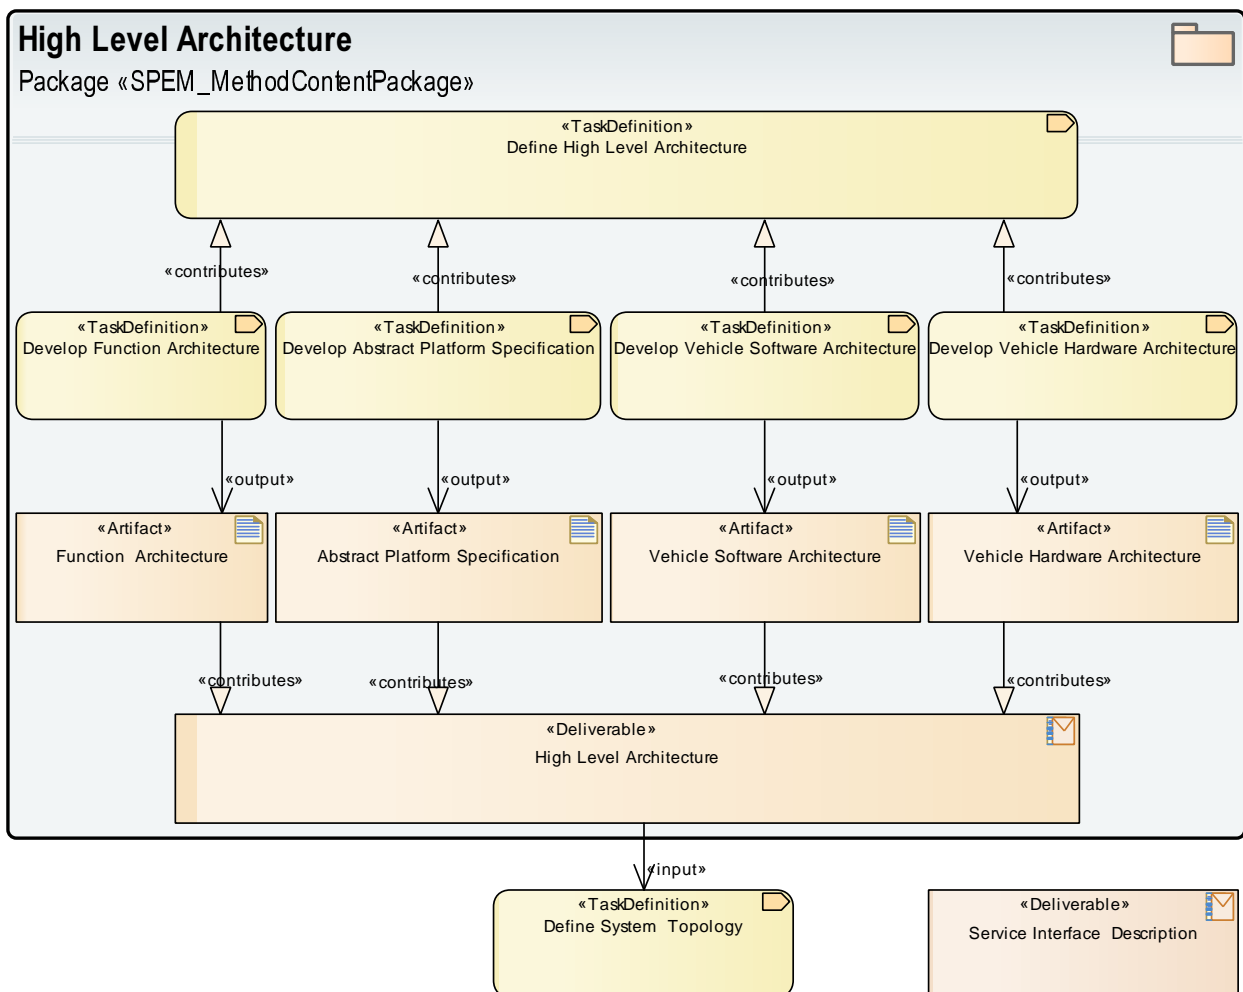 High Level Architecture
Package «SPEM_MethodContentPackage»
«TaskDefinition»
Define High Level Architecture
«contributes»
«contributes»
«contributes»
«contributes»
«TaskDefinition»
Develop Function Architecture
«TaskDefinition»
Develop Abstract Platform Specification
«TaskDefinition»
Develop Vehicle Software Architecture
«TaskDefinition»
Develop Vehicle Hardware Architecture
«output»
«output»
«output»
«output»
«Artifact»
Function Architecture
«Artifact»
Abstract Platform Specification
«Artifact»
Vehicle Software Architecture
«Artifact»
Vehicle Hardware Architecture
«contributes»
«contributes»
«contributes»
«contributes»
«Deliverable»
High Level Architecture
«input»
«TaskDefinition»
Define System Topology
«Deliverable»
Service Interface Description